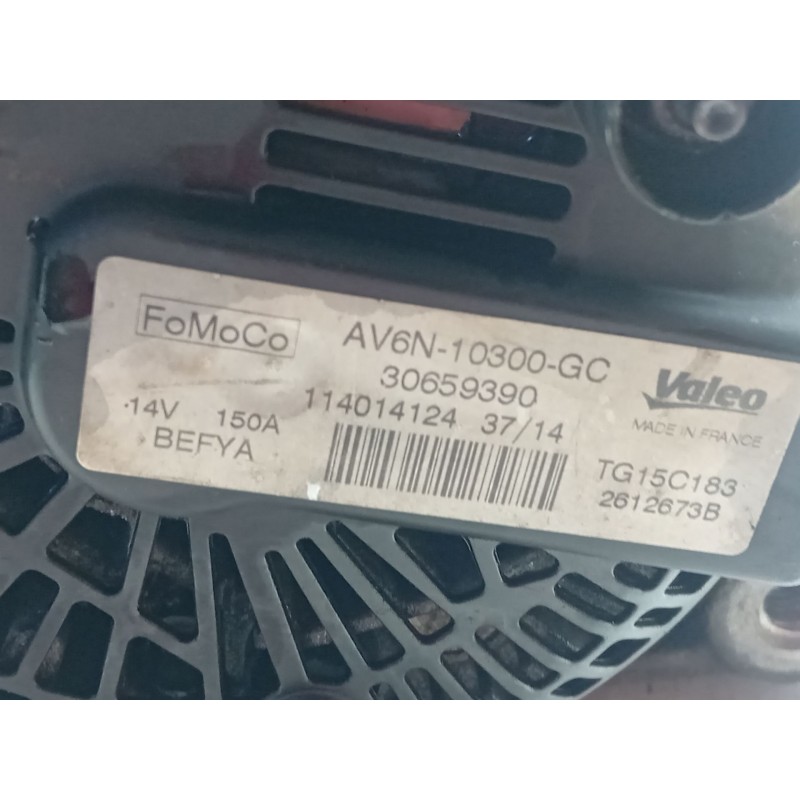 FoMoCo
AV6N-10300-GC
30659390
14V 150A
114014124 37/14
BEFYA
Valeo
MADE IN FRANCE
TG15C183
2612673B